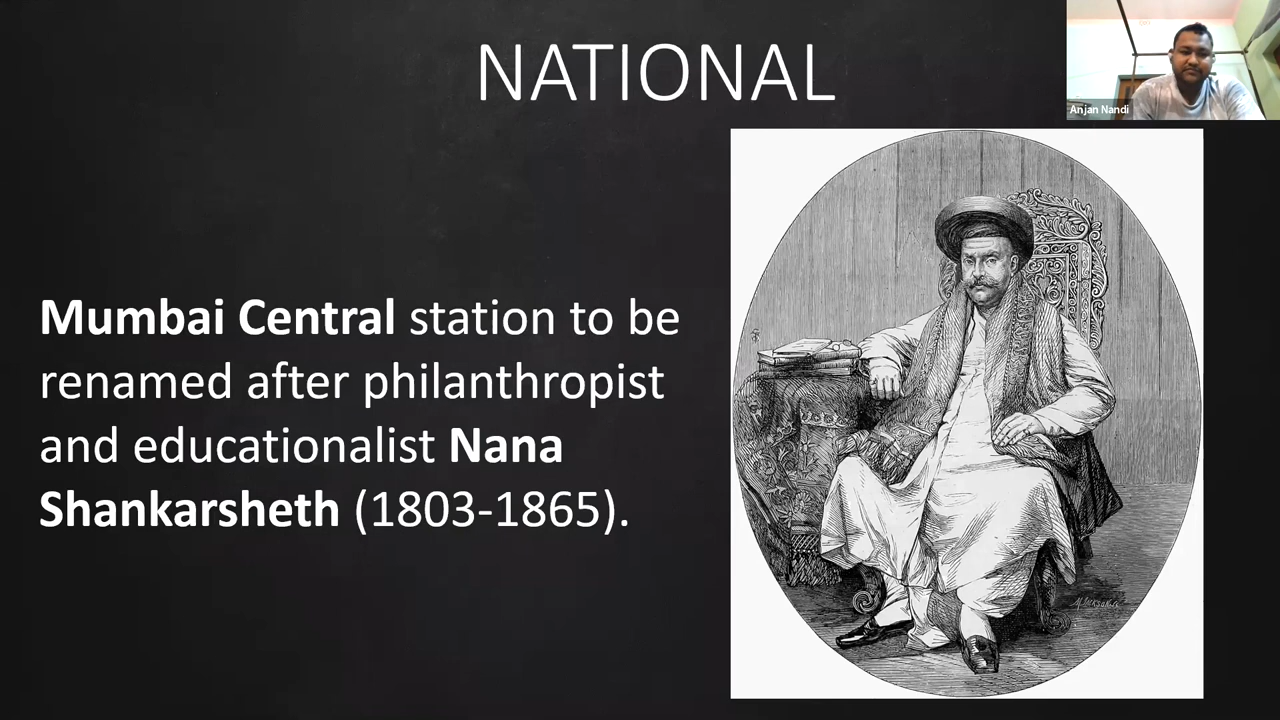 NATIONAL
Anjan Nandi
Mumbai Central station to be
renamed after philanthropist
and educationalist Nana
Shankarsheth (1803-1865).